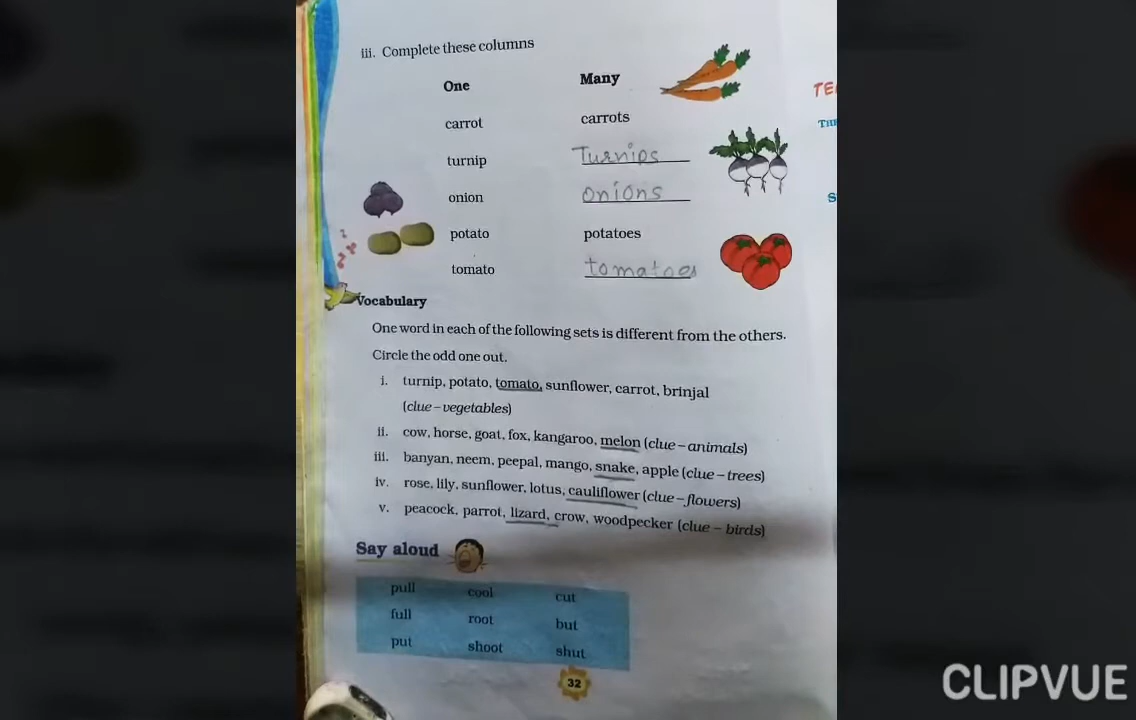 iii. Complete these columns
One Many
carrot carrots
turnip Turnips
onion onions
potato potatoes
tomato tomatoes
Vocabulary
One word in each of the following sets is different from the others.
Circle the odd one out.
i. turnip, potato, tomato, sunflower, carrot, brinjal
(clue – vegetables)
ii. cow, horse, goat, fox, kangaroo, melon (clue – animals)
iii. banyan, neem, peepal, mango, snake, apple (clue – trees)
iv. rose, lily, sunflower, lotus, cauliflower (clue – flowers)
v. peacock, parrot, lizard, crow, woodpecker (clue – birds)
Say aloud
pull cool cut
full root but
put shoot shut
32
CLIPVUE